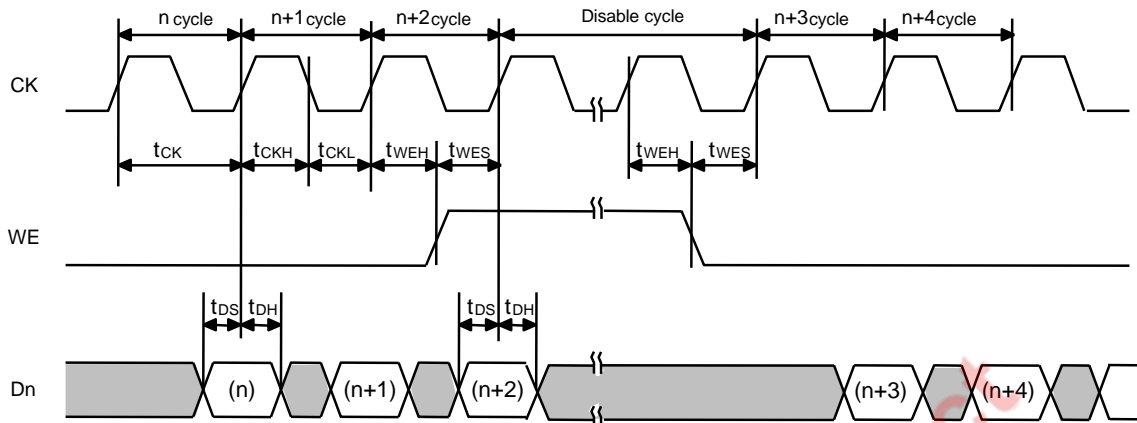 n cycle n+1 cycle n+2 cycle Disable cycle n+3 cycle n+4 cycle
CK
tCK tCKH tCKL tWEH tWES tWEH tWES
WE
tDS tDH tDS tDH
Dn (n) (n+1) (n+2) (n+3) (n+4)